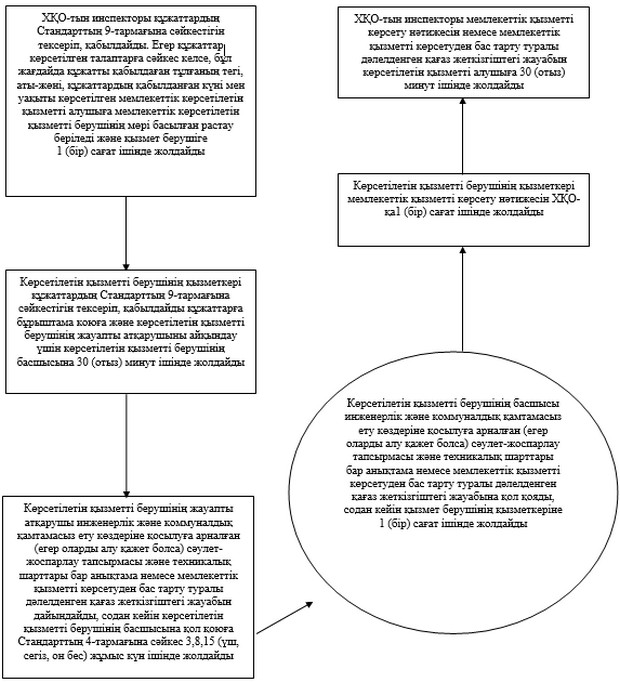 ХҚО-тын инспекторы құжаттардың
Стандарттың 9-тармағына сәйкестігін
тексеріп, қабылдайды. Егер құжаттар
көрсетілген талаптарға сәйкес келсе, бұл
жағдайда құжатты қабылдаған тұлғаның тегі,
аты-жөні, құжаттардың қабылданған күні мен
уақыты көрсетілген мемлекеттік көрсетілетін
қызметті алушыға мемлекеттік көрсетілетін
қызметті берушінің мөрі басылған растау
беріледі және қызмет берушіге
1 (бір) сағат ішінде жолдайды
Көрсетілетін қызметті берушінің қызметкері
құжаттардың Стандарттың 9-тармағына
сәйкестігін тексеріп, қабылдайды құжаттарға
бұрыштама қоюға және көрсетілетін қызметті
берушінің жауапты атқарушыны айқындау
үшін көрсетілетін қызметті берушінің
басшысына 30 (отыз) минут ішінде жолдайды
Көрсетілетін қызметті берушінің жауапты
атқарушы инженерлік және коммуналдық
қамтамасыз ету көздеріне қосылуға арналған
(егер оларды алу қажет болса) сәулет-
жоспарлау тапсырмасы және техникалық
шарттары бар анықтама немесе мемлекеттік
қызметті көрсетуден бас тарту туралы
дәлелденген қағаз жеткізгіштегі жауабын
дайындайды, содан кейін көрсетілетін
қызметті берушінің басшысына қол қоюға
Стандарттың 4-тармағына сәйкес 3,8,15 (үш,
сегіз, он бес) жұмыс күн ішінде жолдайды
Көрсетілетін қызметті берушінің басшысы
инженерлік және коммуналдық қамтамасыз
ету көздеріне қосылуға арналған (егер
оларды алу қажет болса) сәулет-жоспарлау
тапсырмасы және техникалық шарттары
бар анықтама немесе мемлекеттік қызметті
көрсетуден бас тарту туралы дәлелденген
қағаз жеткізгіштегі жауабына қол қояды,
содан кейін қызмет берушінің қызметкеріне
1 (бір) сағат ішінде жолдайды
Көрсетілетін қызметті берушінің қызметкері
мемлекеттік қызметті көрсету нәтижесін ХҚО-
қа1 (бір) сағат ішінде жолдайды
ХҚО-тын инспекторы мемлекеттік қызметті
көрсету нәтижесін немесе мемлекеттік
қызметті көрсетуден бас тарту туралы
дәлелденген қағаз жеткізгіштегі жауабын
көрсетілетін қызметті алушыға 30 (отыз)
минут ішінде жолдайды